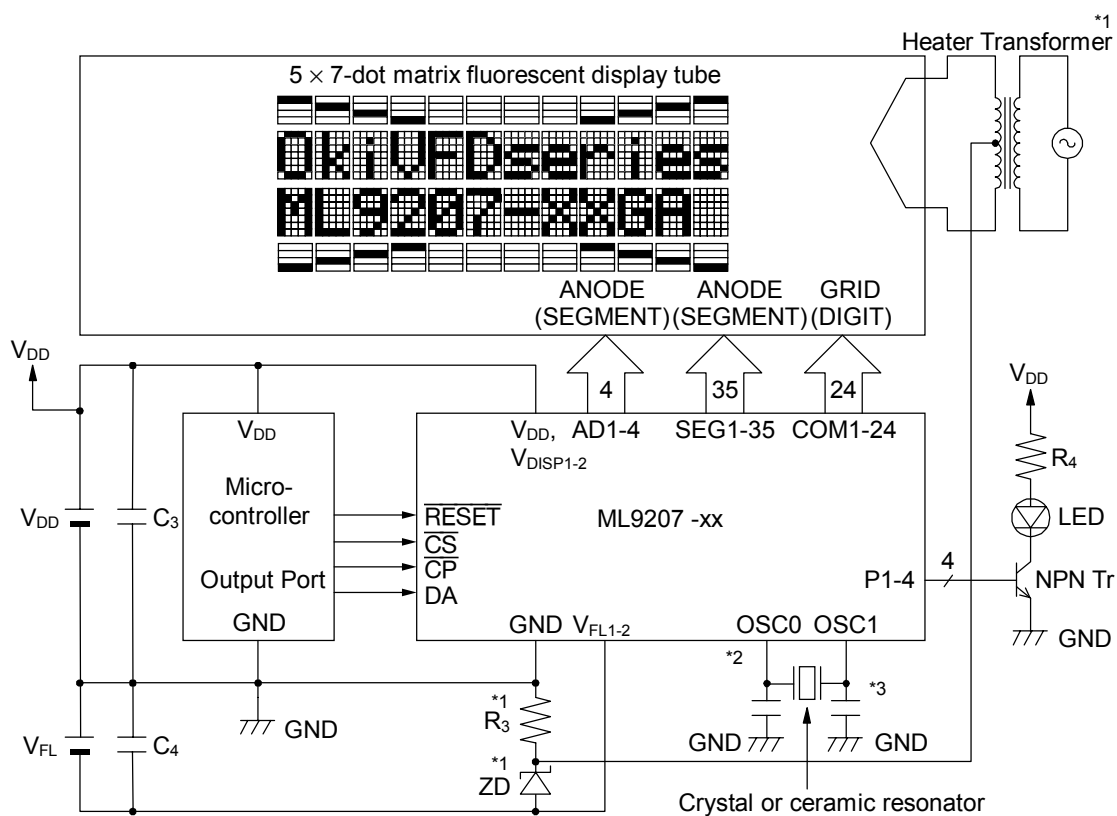 *1
Heater Transformer
5 × 7-dot matrix fluorescent display tube
OkiVFDseries
ML9207-XXGA
ANODE (SEGMENT)
ANODE (SEGMENT)
GRID (DIGIT)
4
35
24
VDD
VDD
VDD, VDISP1-2
AD1-4
SEG1-35
COM1-24
VDD
R4
LED
NPN Tr
GND
VDD
C3
Micro-
controller
Output Port
GND
RESET
CS
CP
DA
ML9207 -xx
P1-4
4
GND
VFL1-2
OSC0
OSC1
*2
*3
GND
GND
GND
*1
R3
VFL
C4
*1
ZD
Crystal or ceramic resonator